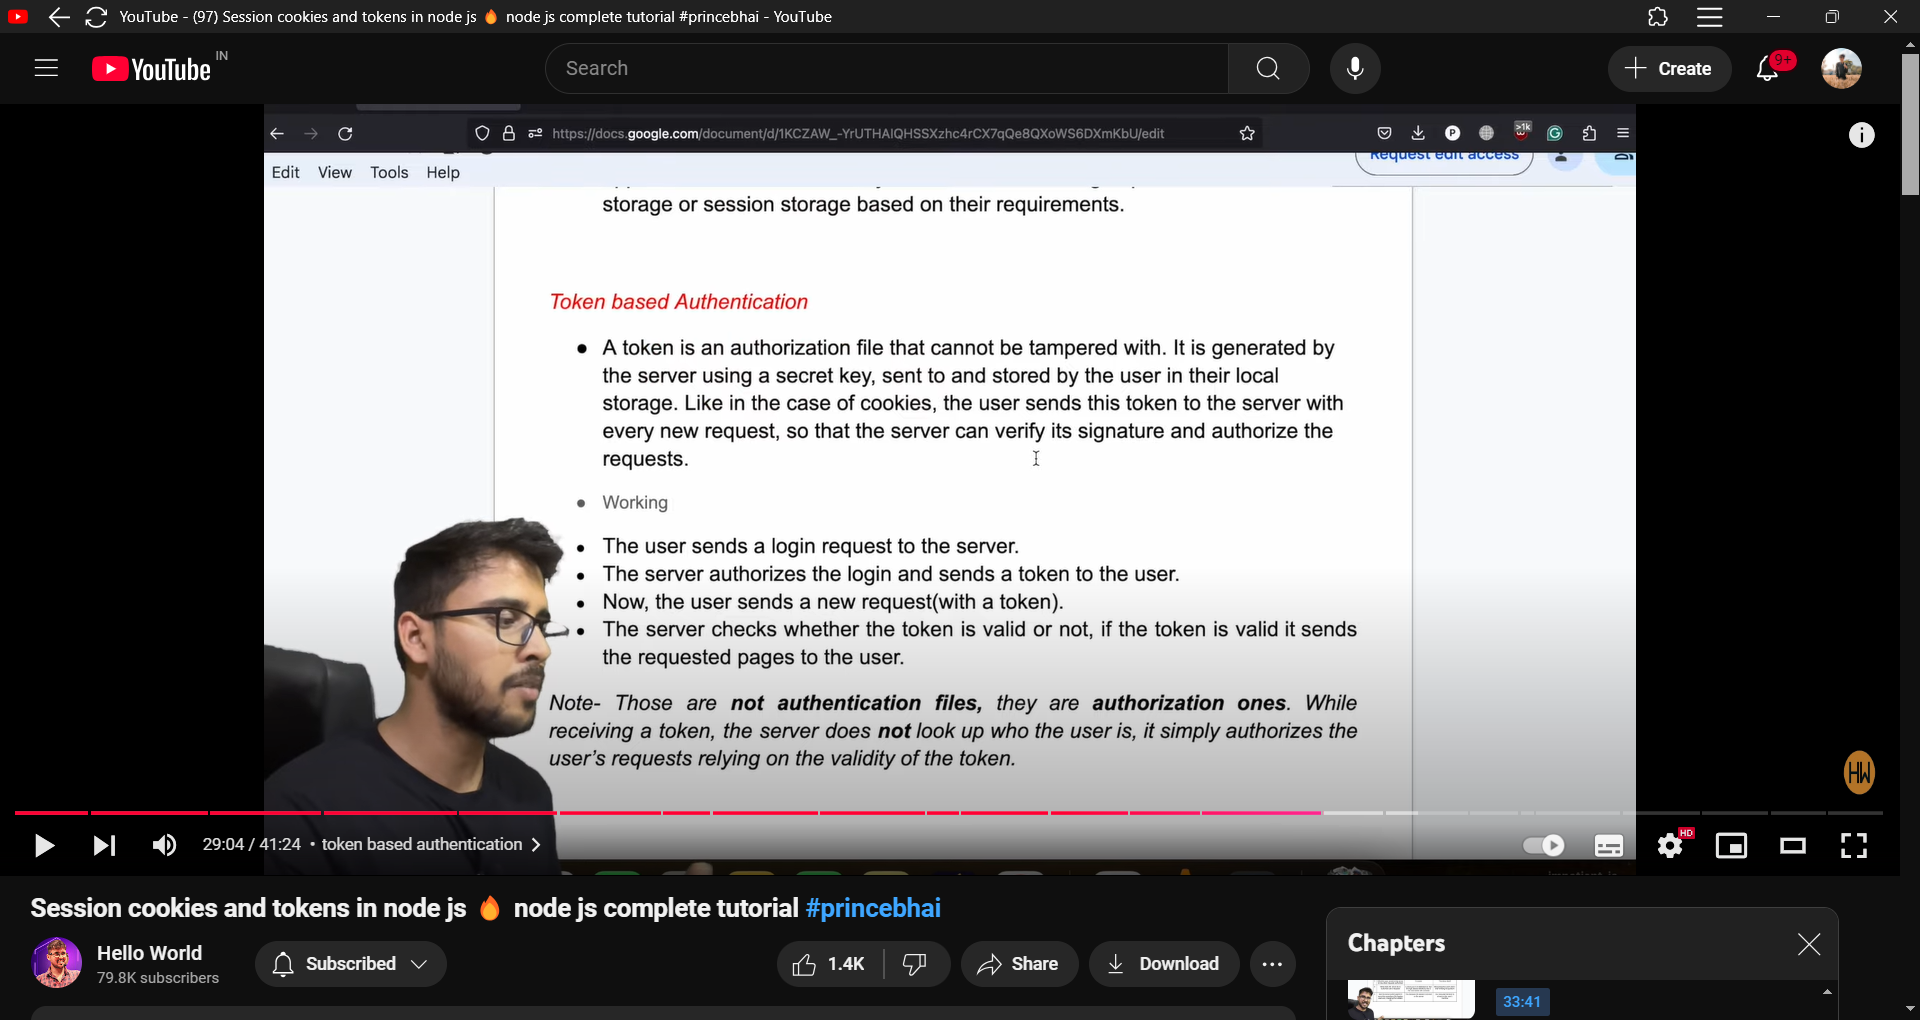 YouTube - (97) Session cookies and tokens in node js 🔥 node js complete tutorial #princebhai - YouTube
YouTube IN
Search
Create
9+
https://docs.google.com/document/d/1KCZAW_-YrUTHAIQHSSXzhc4rCX7qQe8QXoWS6DXmKbU/edit
>1k
Edit View Tools Help
Request edit access
storage or session storage based on their requirements.
Token based Authentication
● A token is an authorization file that cannot be tampered with. It is generated by
the server using a secret key, sent to and stored by the user in their local
storage. Like in the case of cookies, the user sends this token to the server with
every new request, so that the server can verify its signature and authorize the
requests.
● Working
● The user sends a login request to the server.
● The server authorizes the login and sends a token to the user.
● Now, the user sends a new request(with a token).
● The server checks whether the token is valid or not, if the token is valid it sends
the requested pages to the user.
Note- Those are not authentication files, they are authorization ones. While
receiving a token, the server does not look up who the user is, it simply authorizes the
user's requests relying on the validity of the token.
HW
29:04 / 41:24 • token based authentication
HD
Session cookies and tokens in node js 🔥 node js complete tutorial #princebhai
Hello World
79.8K subscribers
Subscribed
1.4K
Share
Download
Chapters
33:41